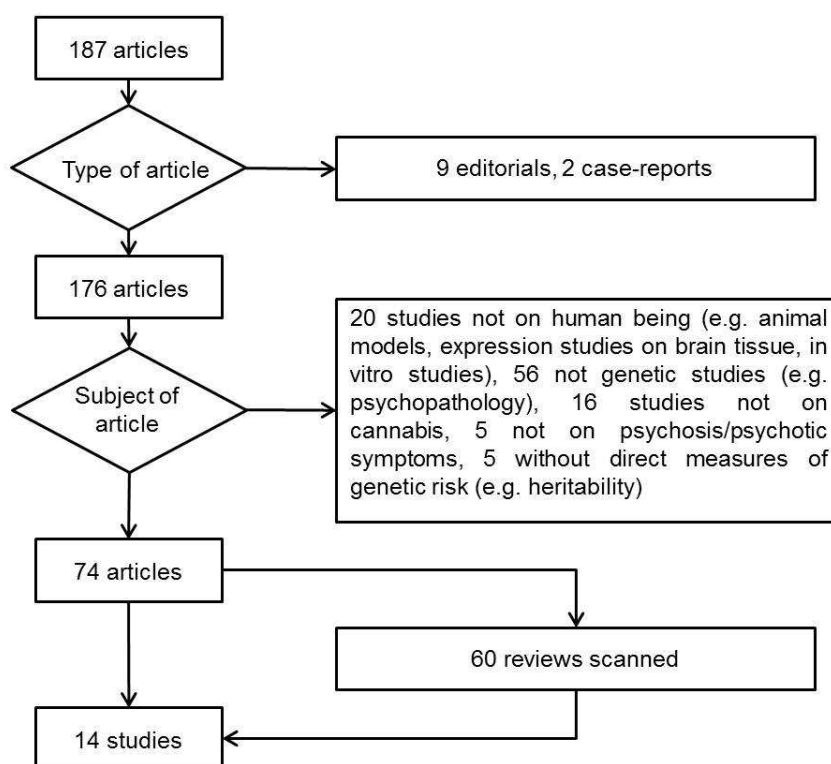 187 articles
Type of article
9 editorials, 2 case-reports
176 articles
20 studies not on human being (e.g. animal
models, expression studies on brain tissue, in
vitro studies), 56 not genetic studies (e.g.
psychopathology), 16 studies not on
cannabis, 5 not on psychosis/psychotic
symptoms, 5 without direct measures of
genetic risk (e.g. heritability)
Subject of
article
74 articles
60 reviews scanned
14 studies